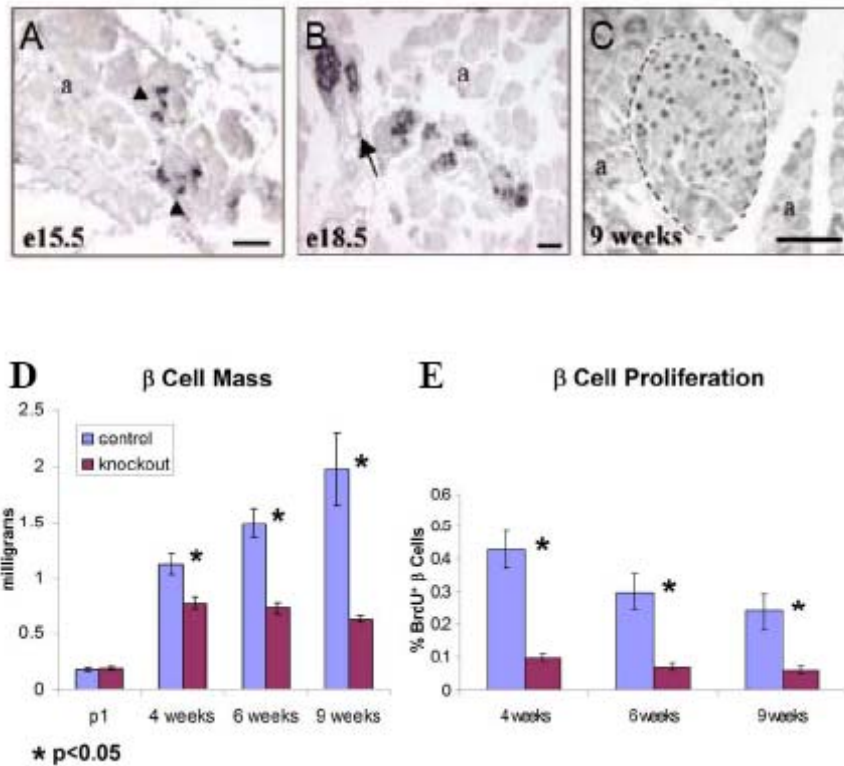 A
a
e15.5
B
a
e18.5
C
a
a
9 weeks
D
β Cell Mass
control
knockout
milligrams
2.5
2
1.5
1
0.5
0
*
*
*
p1
4 weeks
6 weeks
9 weeks
* p<0.05
E
β Cell Proliferation
% BrdU⁺ β Cells
0.6
0.5
0.4
0.3
0.2
0.1
0
*
*
*
4 weeks
6 weeks
9 weeks